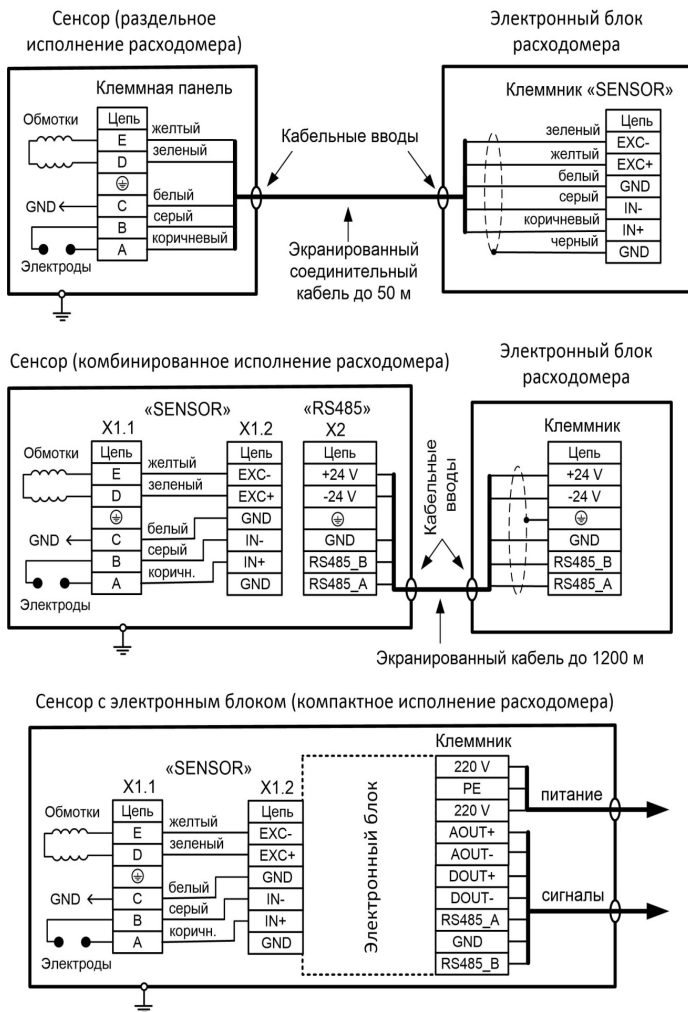 Сенсор (раздельное
исполнение расходомера)
Электронный блок
расходомера
Клеммная панель
Обмотки
Цепь
E
D
C
B
A
желтый
зеленый
белый
серый
коричневый
GND
Электроды
Кабельные вводы
Экранированный
соединительный
кабель до 50 м
Клеммник «SENSOR»
зеленый
желтый
белый
серый
коричневый
черный
Цепь
EXC-
EXC+
GND
IN-
IN+
GND
Сенсор (комбинированное исполнение расходомера)
Электронный блок
расходомера
«SENSOR»
X1.1
X1.2
«RS485»
X2
Обмотки
Цепь
E
D
C
B
A
желтый
зеленый
белый
серый
коричн.
GND
Электроды
Цепь
EXC-
EXC+
GND
IN-
IN+
GND
Цепь
+24 V
-24 V
GND
RS485_B
RS485_A
Кабельные
вводы
Клеммник
Цепь
+24 V
-24 V
GND
RS485_B
RS485_A
Экранированный кабель до 1200 м
Сенсор с электронным блоком (компактное исполнение расходомера)
«SENSOR»
X1.1
X1.2
Обмотки
Цепь
E
D
C
B
A
желтый
зеленый
белый
серый
коричн.
GND
Электроды
Цепь
EXC-
EXC+
GND
IN-
IN+
GND
Электронный блок
Клеммник
220 V
PE
220 V
AOUT+
AOUT-
DOUT+
DOUT-
RS485_A
GND
RS485_B
питание
сигналы